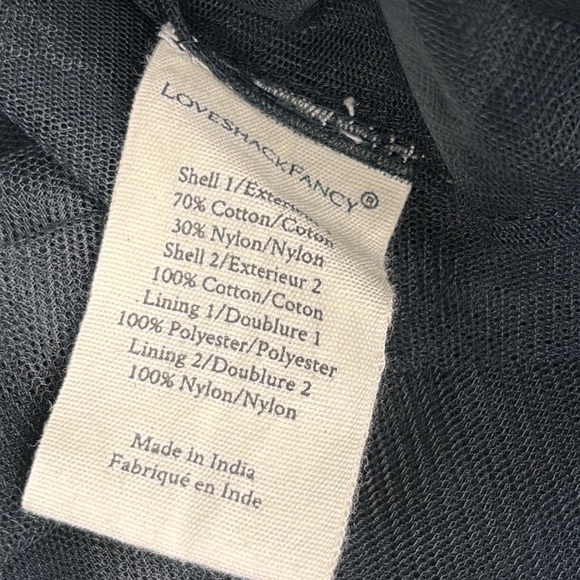 LOVESHACKFANCY®
Shell 1/Exterieur 1
70% Cotton/Coton
30% Nylon/Nylon
Shell 2/Exterieur 2
100% Cotton/Coton
Lining 1/Doublure 1
100% Polyester/Polyester
Lining 2/Doublure 2
100% Nylon/Nylon
Made in India
Fabriqué en Inde